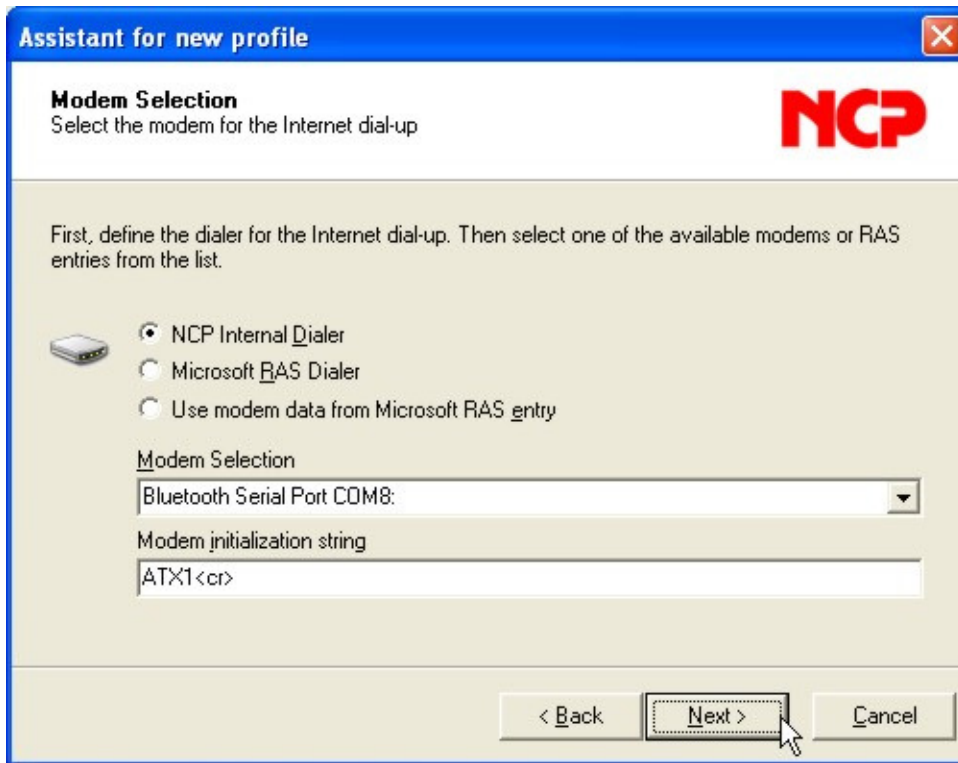 Assistant for new profile
Modem Selection
Select the modem for the Internet dial-up
NCP
First, define the dialer for the Internet dial-up. Then select one of the available modems or RAS
entries from the list.
NCP Internal Dialer
Microsoft RAS Dialer
Use modem data from Microsoft RAS entry
Modem Selection
Bluetooth Serial Port COM8:
Modem initialization string
ATX1<cr>
< Back
Next >
Cancel